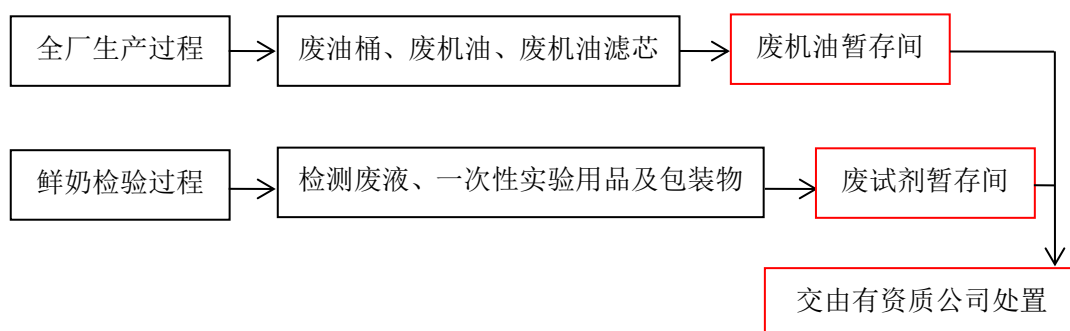 全厂生产过程
废油桶、废机油、废机油滤芯
废机油暂存间
鲜奶检验过程
检测废液、一次性实验用品及包装物
废试剂暂存间
交由有资质公司处置